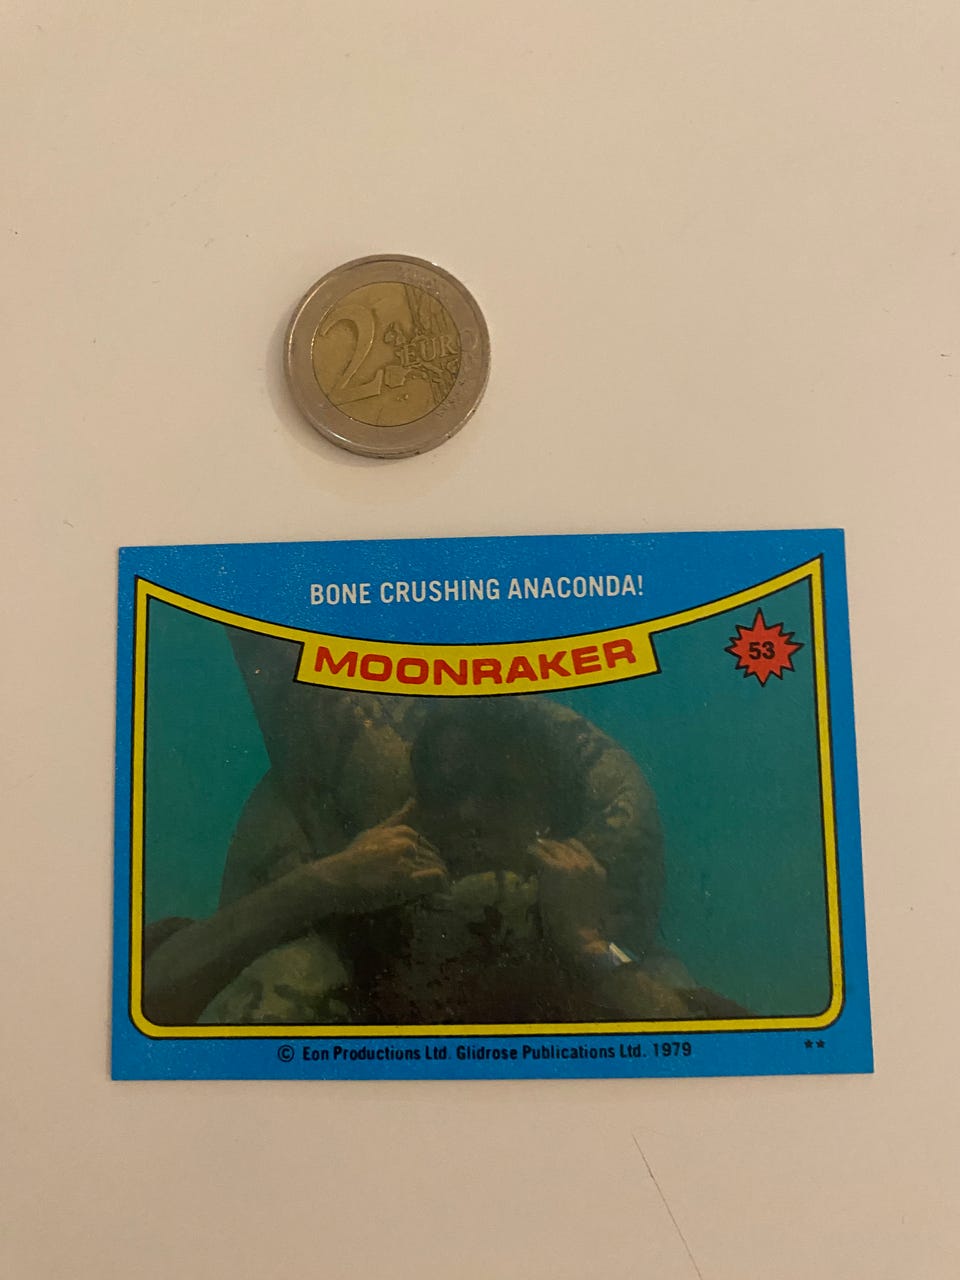 2 EURO
BONE CRUSHING ANACONDA!
MOONRAKER
53
© Eon Productions Ltd. Glidrose Publications Ltd. 1979
**